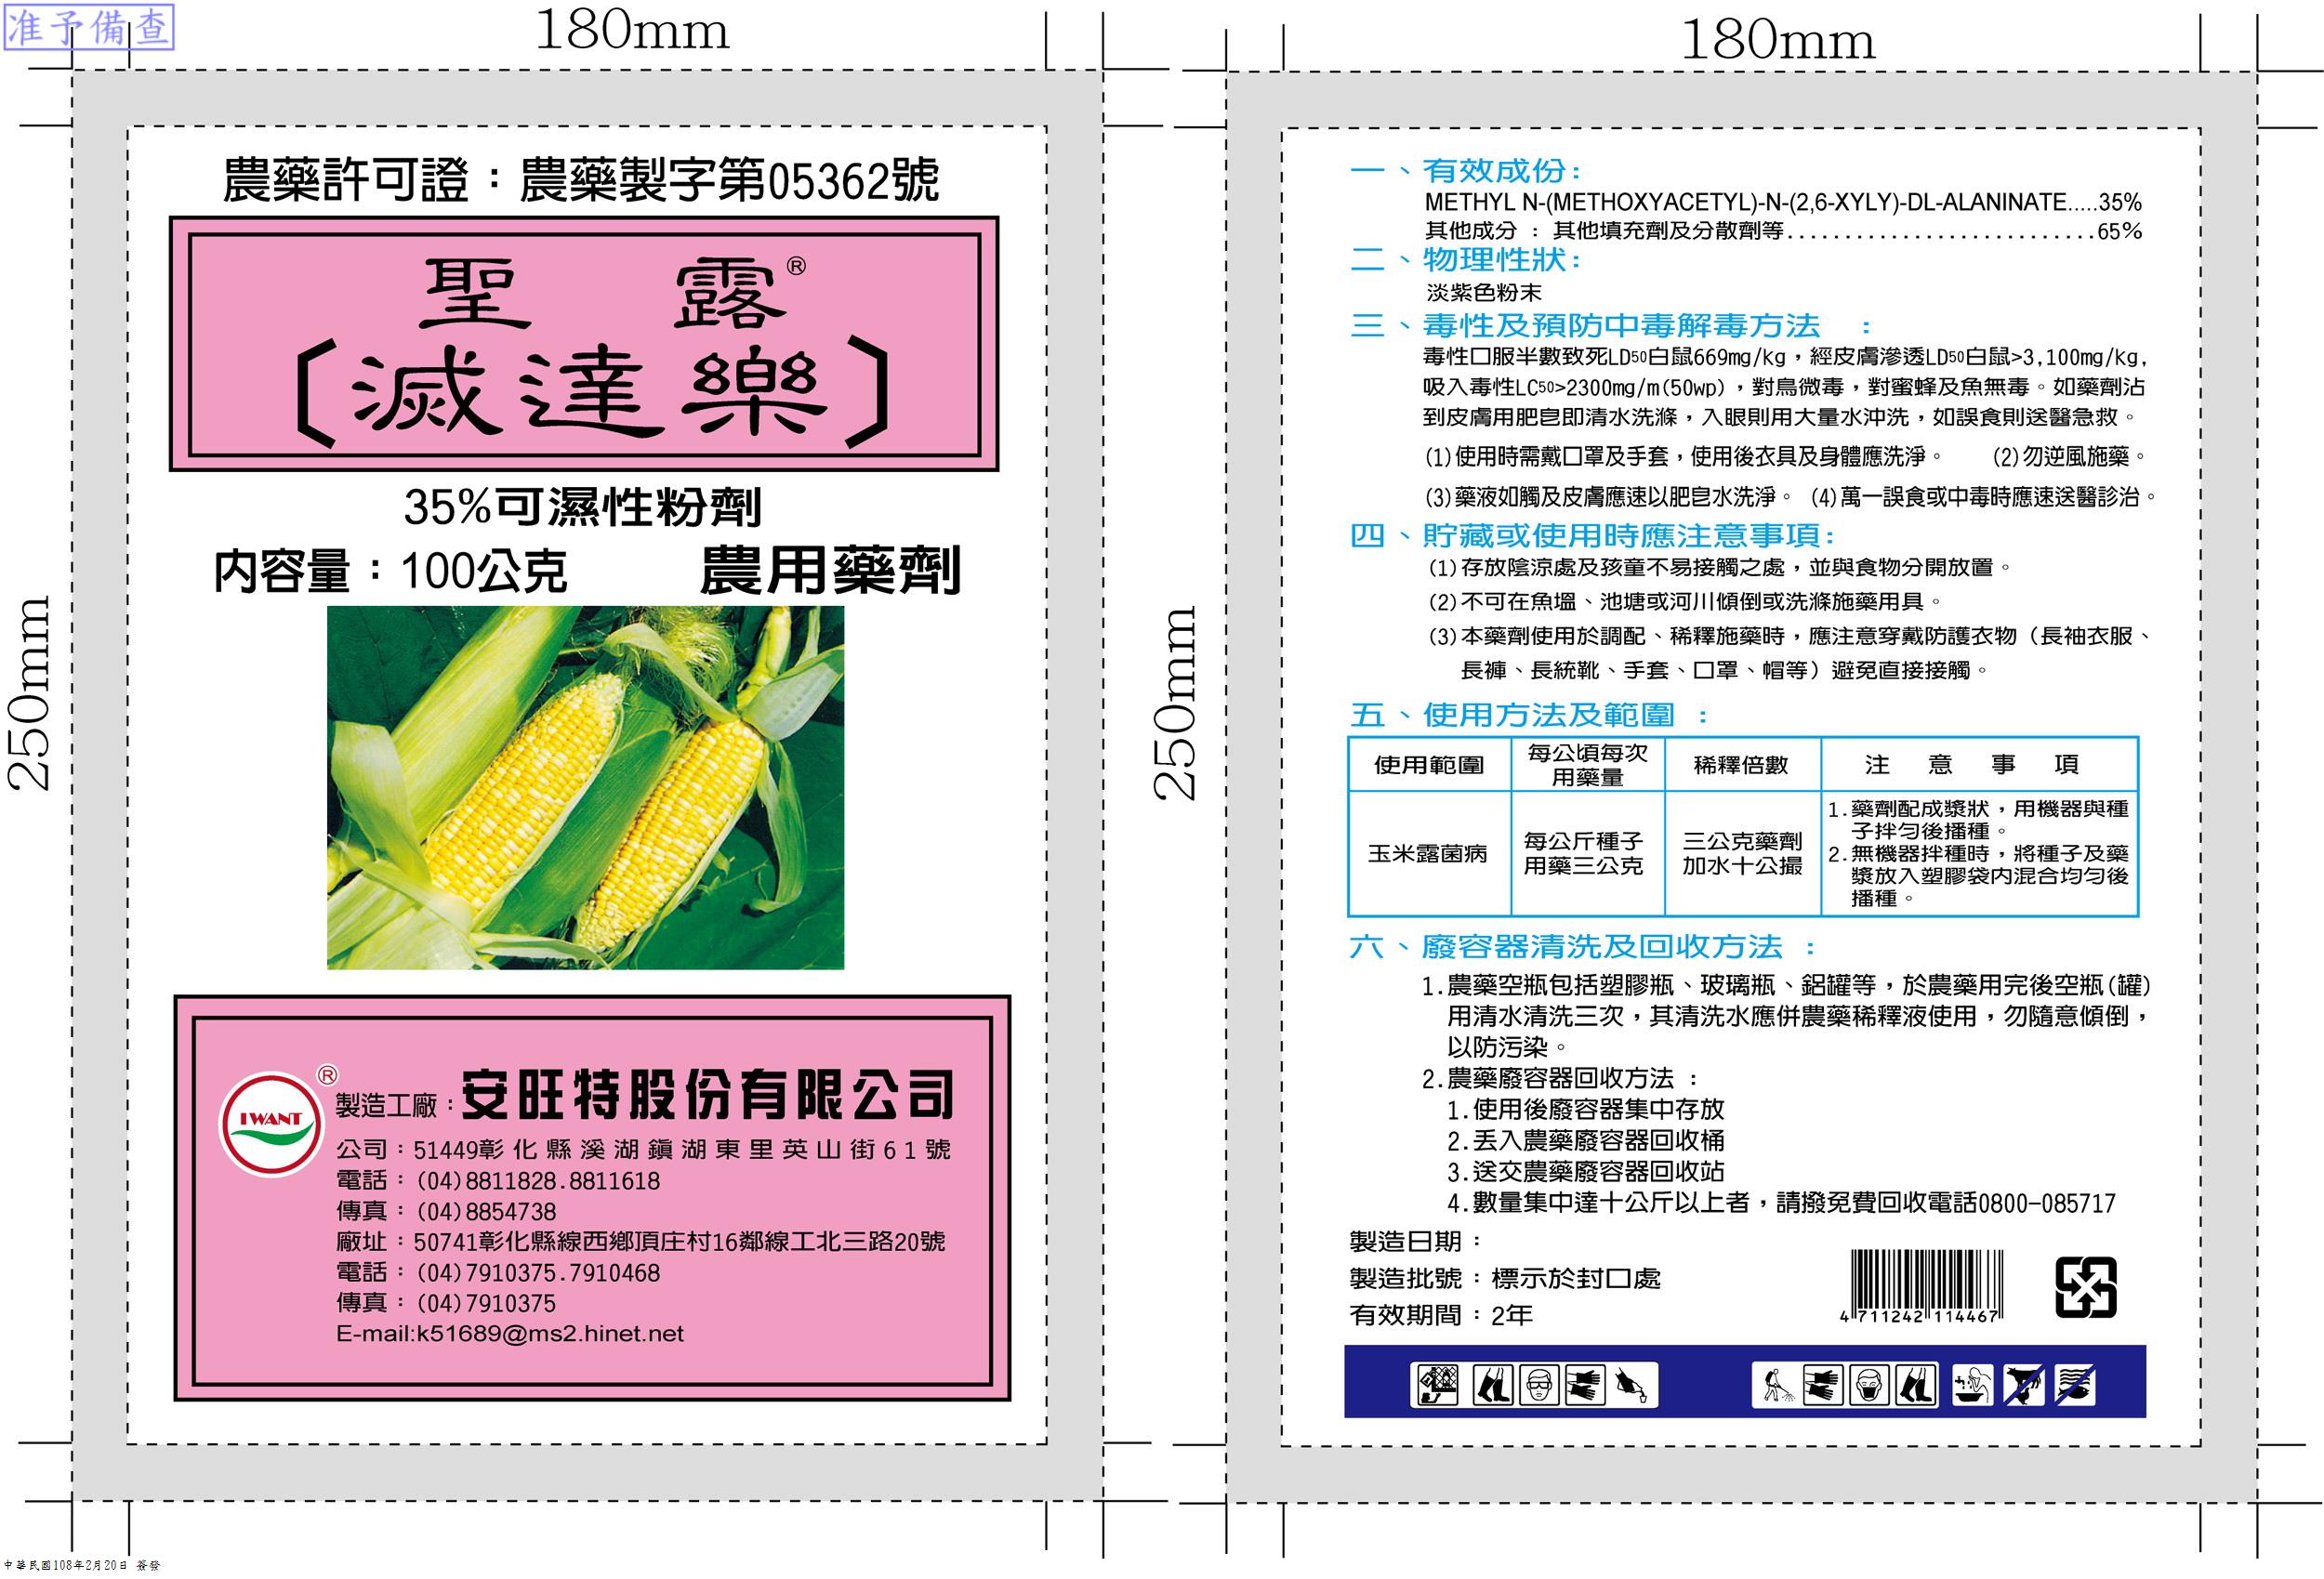 准予備查
180mm
250mm
農藥許可證：農藥製字第05362號
聖　露®
〔滅達樂〕
35%可濕性粉劑
內容量：100公克　農用藥劑
®
I WANT
製造工廠：安旺特股份有限公司
公司：51449彰化縣溪湖鎮湖東里英山街61號
電話：(04)8811828.8811618
傳真：(04)8854738
廠址：50741彰化縣線西鄉頂庄村16鄰線工北三路20號
電話：(04)7910375.7910468
傳真：(04)7910375
E-mail:k51689@ms2.hinet.net
中華民國108年2月20日 簽發
180mm
250mm
一、有效成份：
METHYL N-(METHOXYACETYL)-N-(2,6-XYLY)-DL-ALANINATE.....35%
其他成分 ： 其他填充劑及分散劑等...........................65%
二、物理性狀：
淡紫色粉末
三、毒性及預防中毒解毒方法 ：
毒性口服半數致死LD50白鼠669mg/kg，經皮膚滲透LD50白鼠>3,100mg/kg,
吸入毒性LC50>2300mg/m(50wp)，對鳥微毒，對蜜蜂及魚無毒。如藥劑沾
到皮膚用肥皂即清水洗滌，入眼則用大量水沖洗，如誤食則送醫急救。
(1)使用時需戴口罩及手套，使用後衣具及身體應洗淨。 (2)勿逆風施藥。
(3)藥液如觸及皮膚應速以肥皂水洗淨。 (4)萬一誤食或中毒時應速送醫診治。
四、貯藏或使用時應注意事項：
(1)存放陰涼處及孩童不易接觸之處，並與食物分開放置。
(2)不可在魚塭、池塘或河川傾倒或洗滌施藥用具。
(3)本藥劑使用於調配、稀釋施藥時，應注意穿戴防護衣物（長袖衣服、
長褲、長統靴、手套、口罩、帽等）避免直接接觸。
五、使用方法及範圍 ：
使用範圍
每公頃每次
用藥量
稀釋倍數
注意事項
玉米露菌病
每公斤種子
用藥三公克
三公克藥劑
加水十公撮
1.藥劑配成漿狀，用機器與種
子拌勻後播種。
2.無機器拌種時，將種子及藥
漿放入塑膠袋內混合均勻後
播種。
六、廢容器清洗及回收方法 ：
1.農藥空瓶包括塑膠瓶、玻璃瓶、鋁罐等，於農藥用完後空瓶(罐)
用清水清洗三次，其清洗水應併農藥稀釋液使用，勿隨意傾倒，
以防污染。
2.農藥廢容器回收方法 ：
1.使用後廢容器集中存放
2.丟入農藥廢容器回收桶
3.送交農藥廢容器回收站
4.數量集中達十公斤以上者，請撥免費回收電話0800-085717
製造日期：
製造批號：標示於封口處
有效期間：2年
4 711242 114467